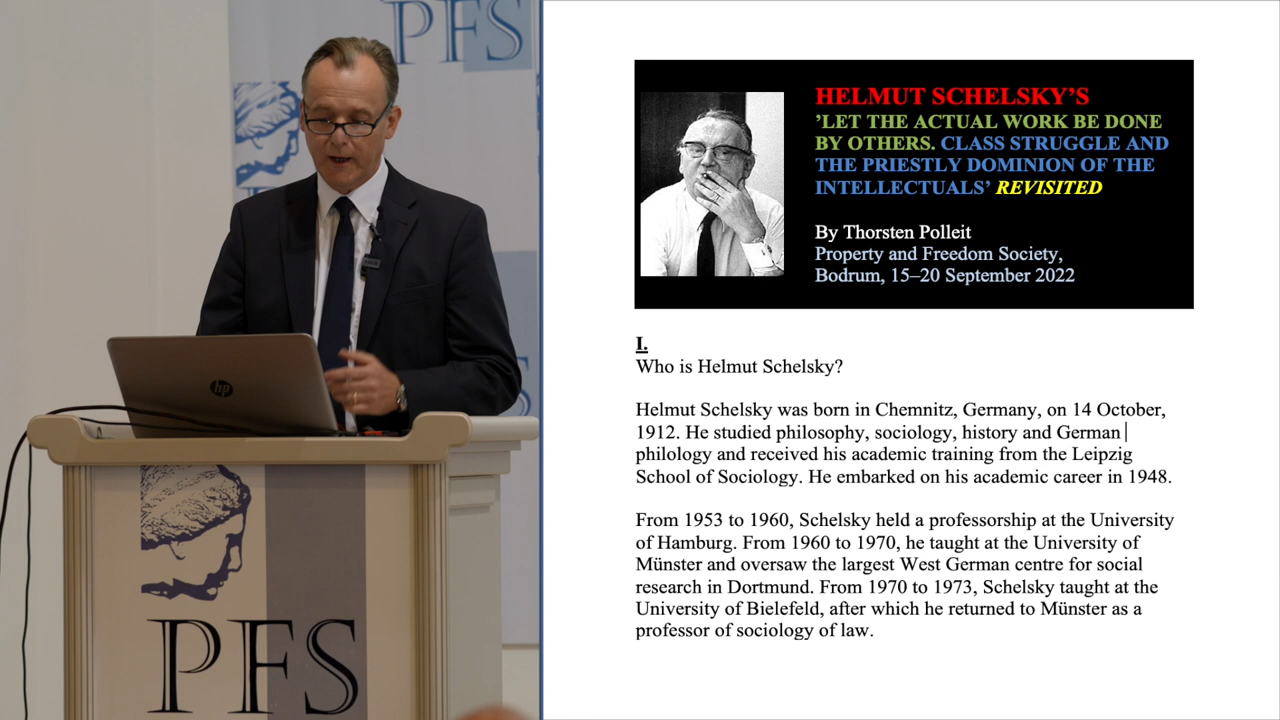 PFS
hp
PFS
HELMUT SCHELSKY'S
'LET THE ACTUAL WORK BE DONE
BY OTHERS. CLASS STRUGGLE AND
THE PRIESTLY DOMINION OF THE
INTELLECTUALS' REVISITED
By Thorsten Polleit
Property and Freedom Society,
Bodrum, 15–20 September 2022
I.
Who is Helmut Schelsky?
Helmut Schelsky was born in Chemnitz, Germany, on 14 October,
1912. He studied philosophy, sociology, history and German
philology and received his academic training from the Leipzig
School of Sociology. He embarked on his academic career in 1948.
From 1953 to 1960, Schelsky held a professorship at the University
of Hamburg. From 1960 to 1970, he taught at the University of
Münster and oversaw the largest West German centre for social
research in Dortmund. From 1970 to 1973, Schelsky taught at the
University of Bielefeld, after which he returned to Münster as a
professor of sociology of law.